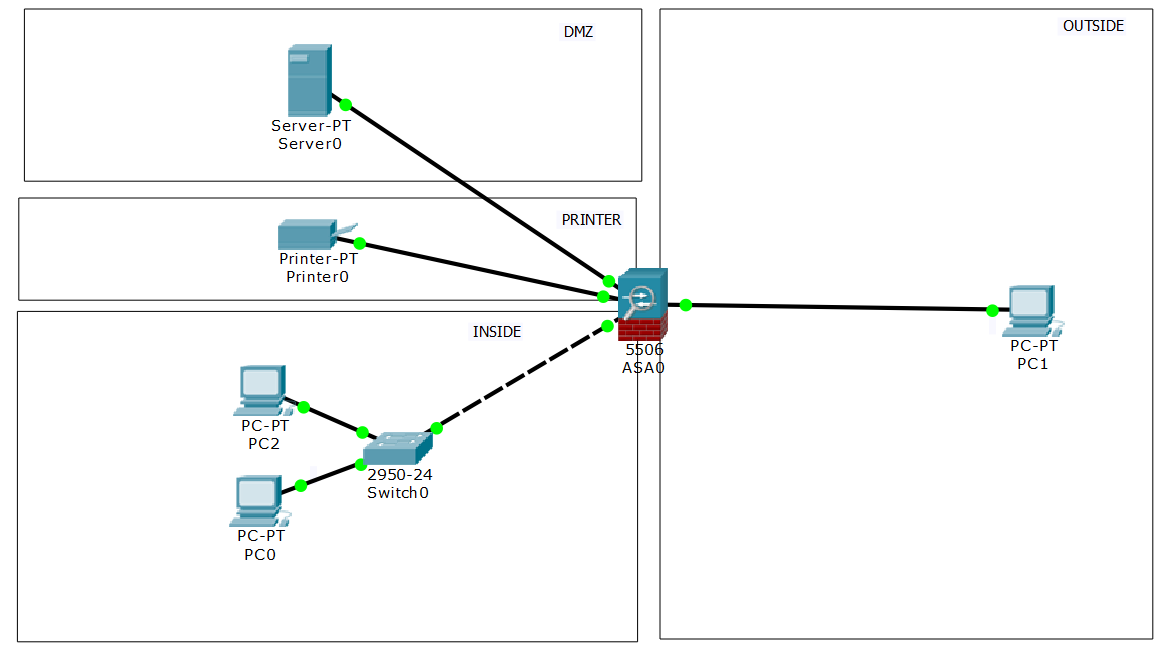 DMZ
OUTSIDE
Server-PT
Server0
PRINTER
Printer-PT
Printer0
INSIDE
5506
ASA0
PC-PT
PC1
PC-PT
PC2
2950-24
Switch0
PC-PT
PC0